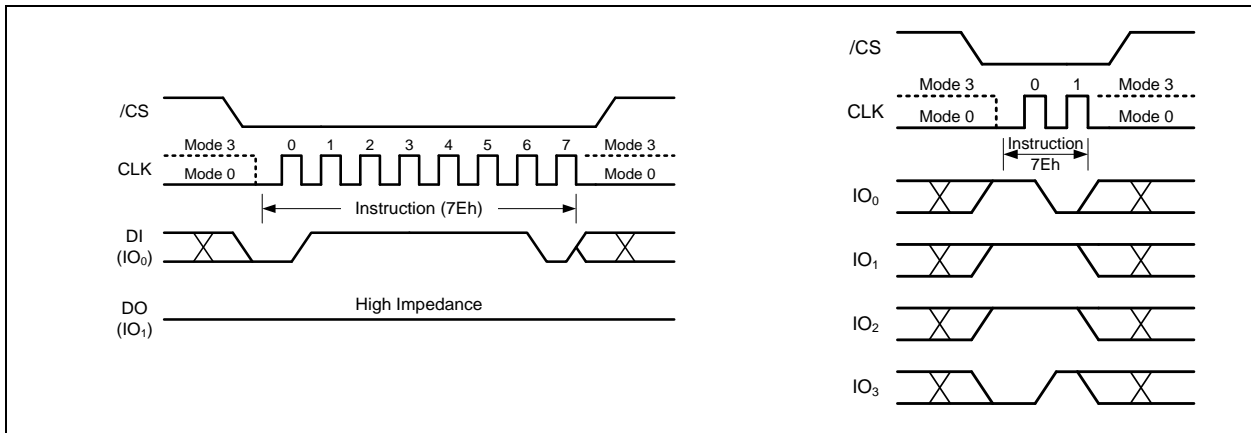 /CS
Mode 3 0 1 2 3 4 5 6 7 Mode 3
CLK
Mode 0 Mode 0
Instruction (7Eh)
DI
(IO₀)
High Impedance
DO
(IO₁)
/CS
Mode 3 0 1 Mode 3
CLK
Mode 0 Mode 0
Instruction
7Eh
IO₀
IO₁
IO₂
IO₃